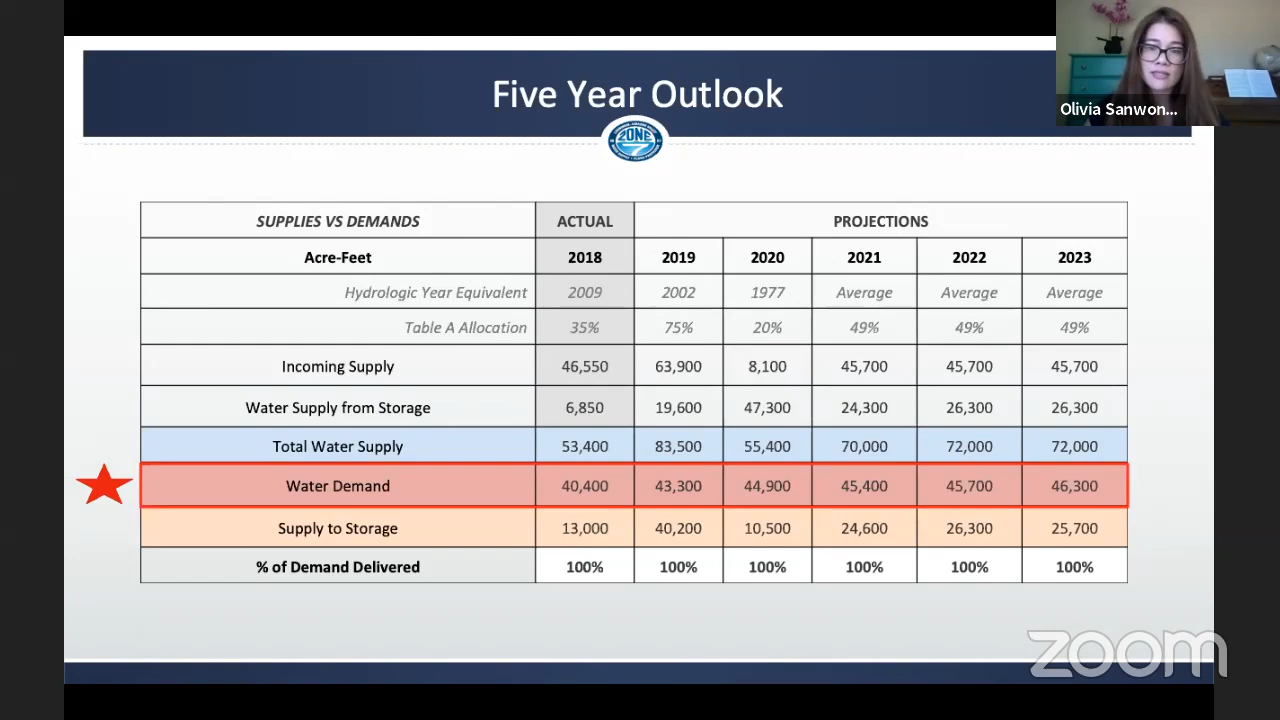 Five Year Outlook
Olivia Sanwon...
ZONE
7
SUPPLIES VS DEMANDS ACTUAL PROJECTIONS
Acre-Feet 2018 2019 2020 2021 2022 2023
Hydrologic Year Equivalent 2009 2002 1977 Average Average Average
Table A Allocation 35% 75% 20% 49% 49% 49%
Incoming Supply 46,550 63,900 8,100 45,700 45,700 45,700
Water Supply from Storage 6,850 19,600 47,300 24,300 26,300 26,300
Total Water Supply 53,400 83,500 55,400 70,000 72,000 72,000
Water Demand 40,400 43,300 44,900 45,400 45,700 46,300
Supply to Storage 13,000 40,200 10,500 24,600 26,300 25,700
% of Demand Delivered 100% 100% 100% 100% 100% 100%
zoom